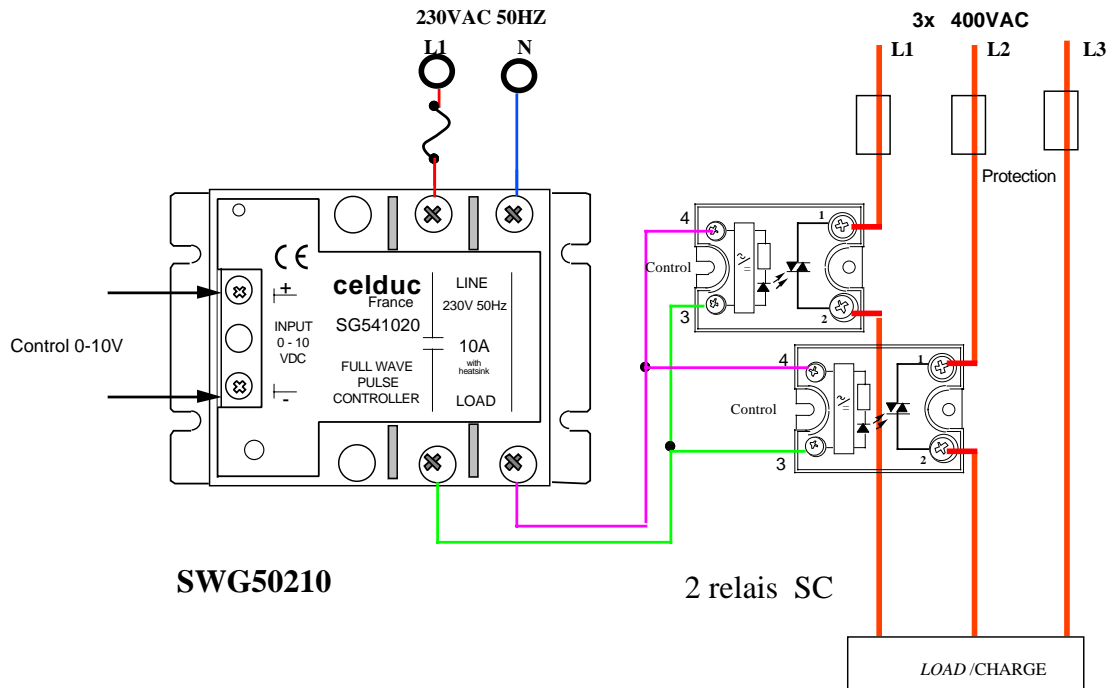 230VAC 50HZ
L1 N
3x 400VAC
L1 L2 L3
Protection
Control 0-10V
CE
+
INPUT
0 - 10
VDC
-
celduc
France
SG541020
FULL WAVE
PULSE
CONTROLLER
LINE
230V 50Hz
10A
with
heatsink
LOAD
4
Control
3
~/=
1
2
4
Control
3
~/=
1
2
SWG50210
2 relais SC
LOAD /CHARGE